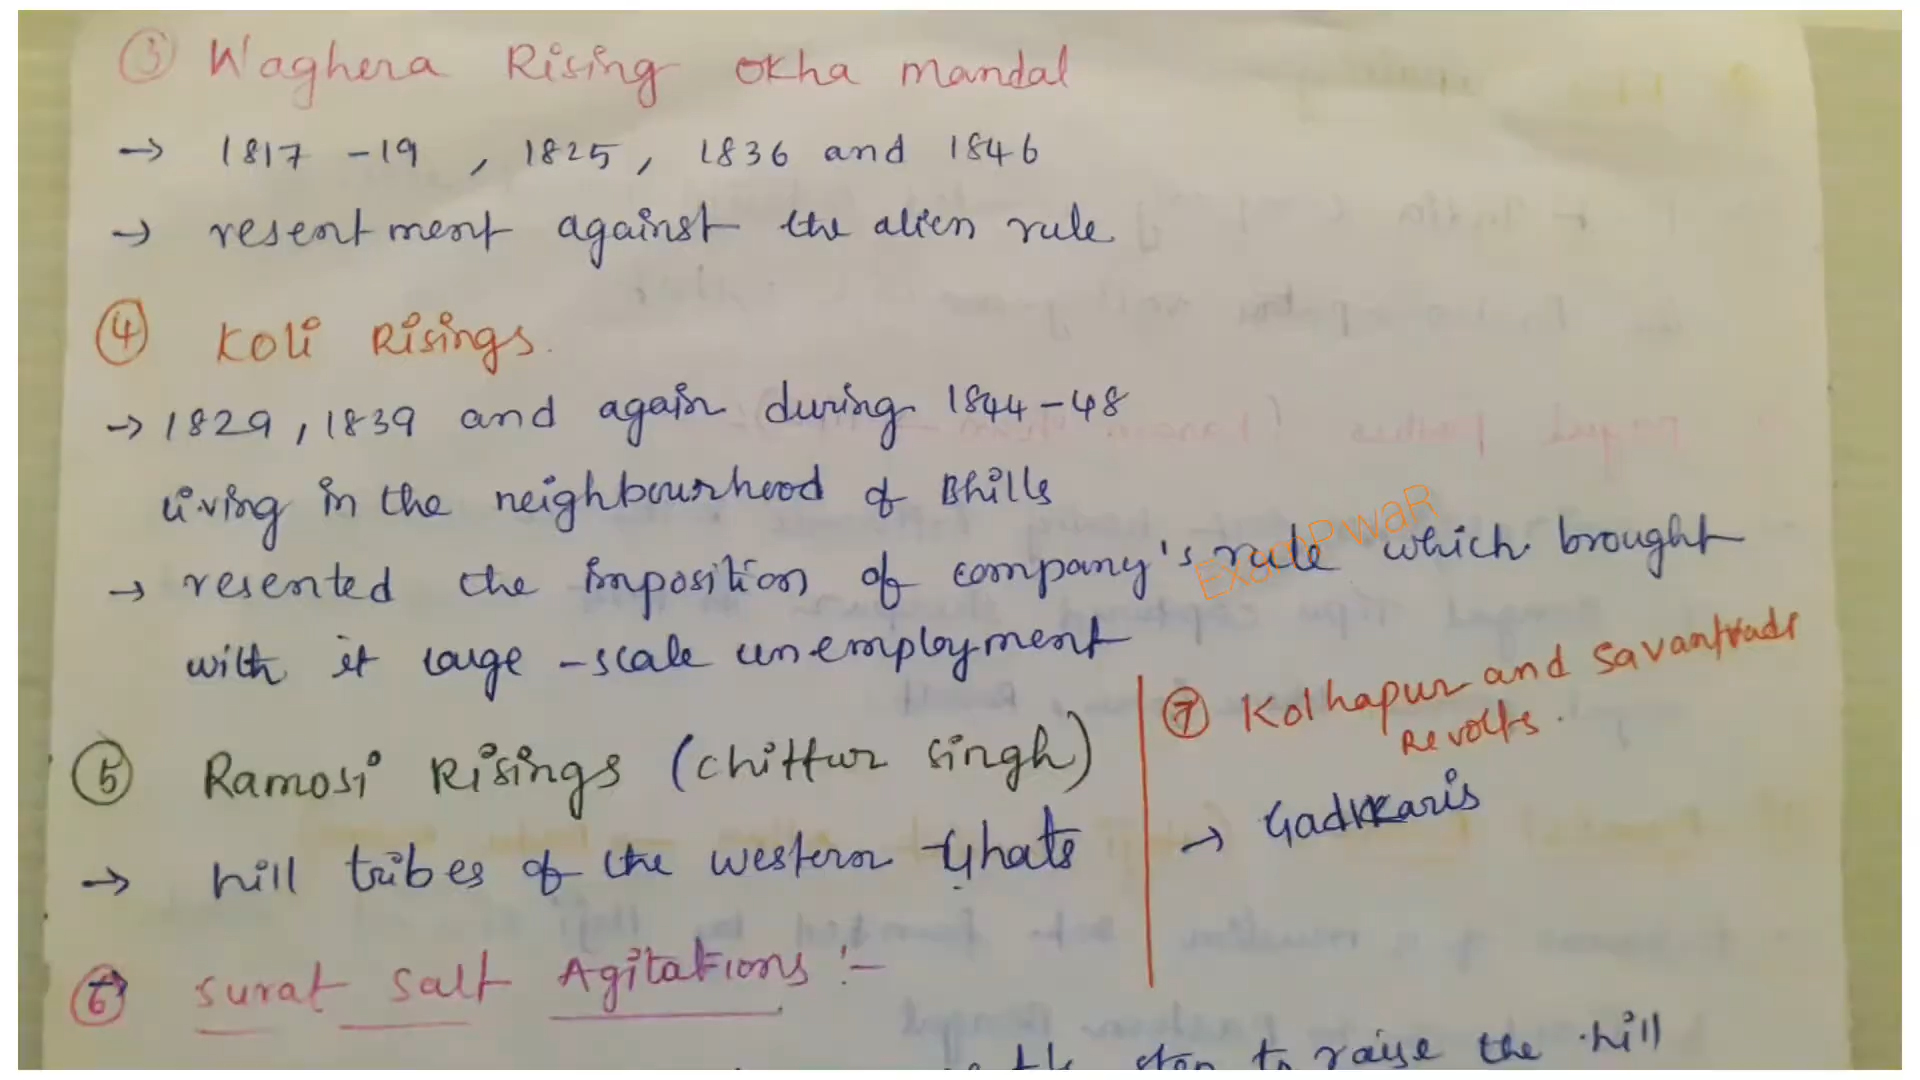 ③ Waghera Rising Okha mandal
→ 1817 -19 , 1825, 1836 and 1846
→ resentment against the alien rule
④ Koli Risings.
→ 1829, 1839 and again during 1844-48
living in the neighbourhood of Bhills
→ resented the imposition of company's rule which brought
with it large -scale unemployment
⑤ Ramosi Risings (Chittur Singh)
→ hill tribes of the western Ghats
⑥ Surat Salt Agitations :-
⑦ Kolhapur and Savantvadi
Revolts.
→ Gadkaris
step to raise the hill
ExamPwaR